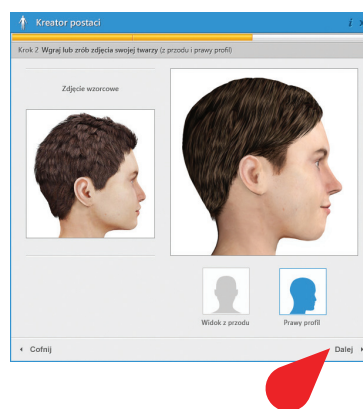 Kreator postaci
Krok 2 Wgraj lub zrób zdjęcia swojej twarzy (z przodu i prawy profil)
Zdjęcie wzorcowe
Widok z przodu
Prawy profil
Cofnij
Dalej